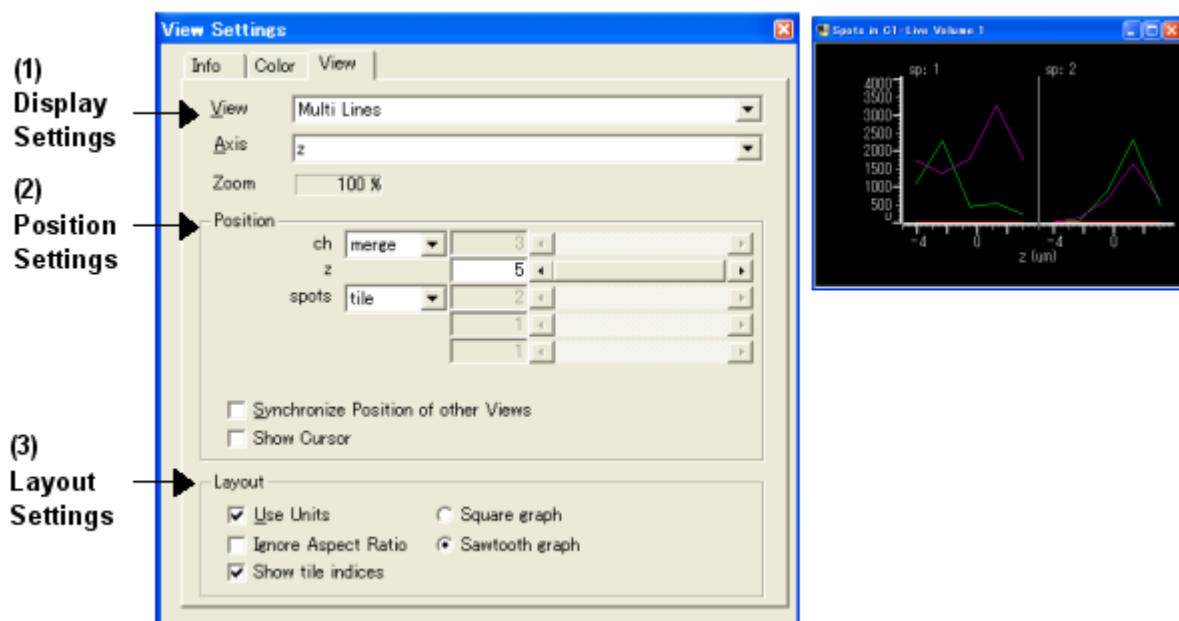 (1)
Display
Settings
(2)
Position
Settings
(3)
Layout
Settings
View Settings
Info Color View
View Multi Lines
Axis z
Zoom 100 %
Position
ch merge 3
z 5
spots tile 2
1
1
Synchronize Position of other Views
Show Cursor
Layout
Use Units Square graph
Ignore Aspect Ratio Sawtooth graph
Show tile indices
Spots in C1-Live Volume 1
sp: 1 sp: 2
4000
3500
3000
2500
2000
1500
1000
500
0
-4 0 -4 0
z (um)